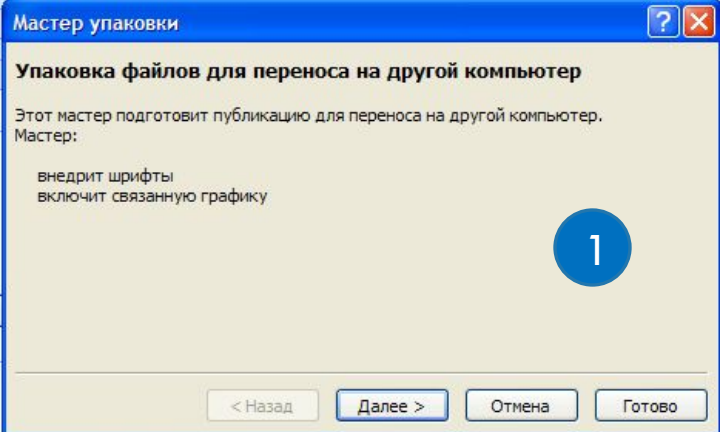 Мастер упаковки
Упаковка файлов для переноса на другой компьютер
Этот мастер подготовит публикацию для переноса на другой компьютер.
Мастер:
внедрит шрифты
включит связанную графику
1
< Назад Далее > Отмена Готово